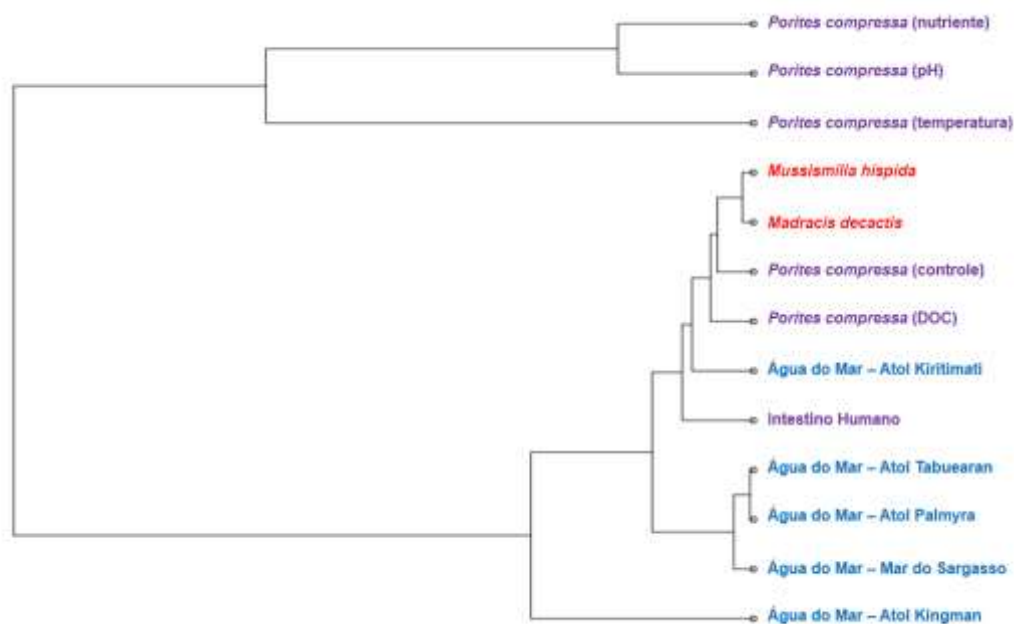 Porites compressa (nutriente)
Porites compressa (pH)
Porites compressa (temperatura)
Mussismilia hispida
Madracis decactis
Porites compressa (controle)
Porites compressa (DOC)
Água do Mar – Atol Kiritimati
Intestino Humano
Água do Mar – Atol Tabuearan
Água do Mar – Atol Palmyra
Água do Mar – Mar do Sargasso
Água do Mar – Atol Kingman